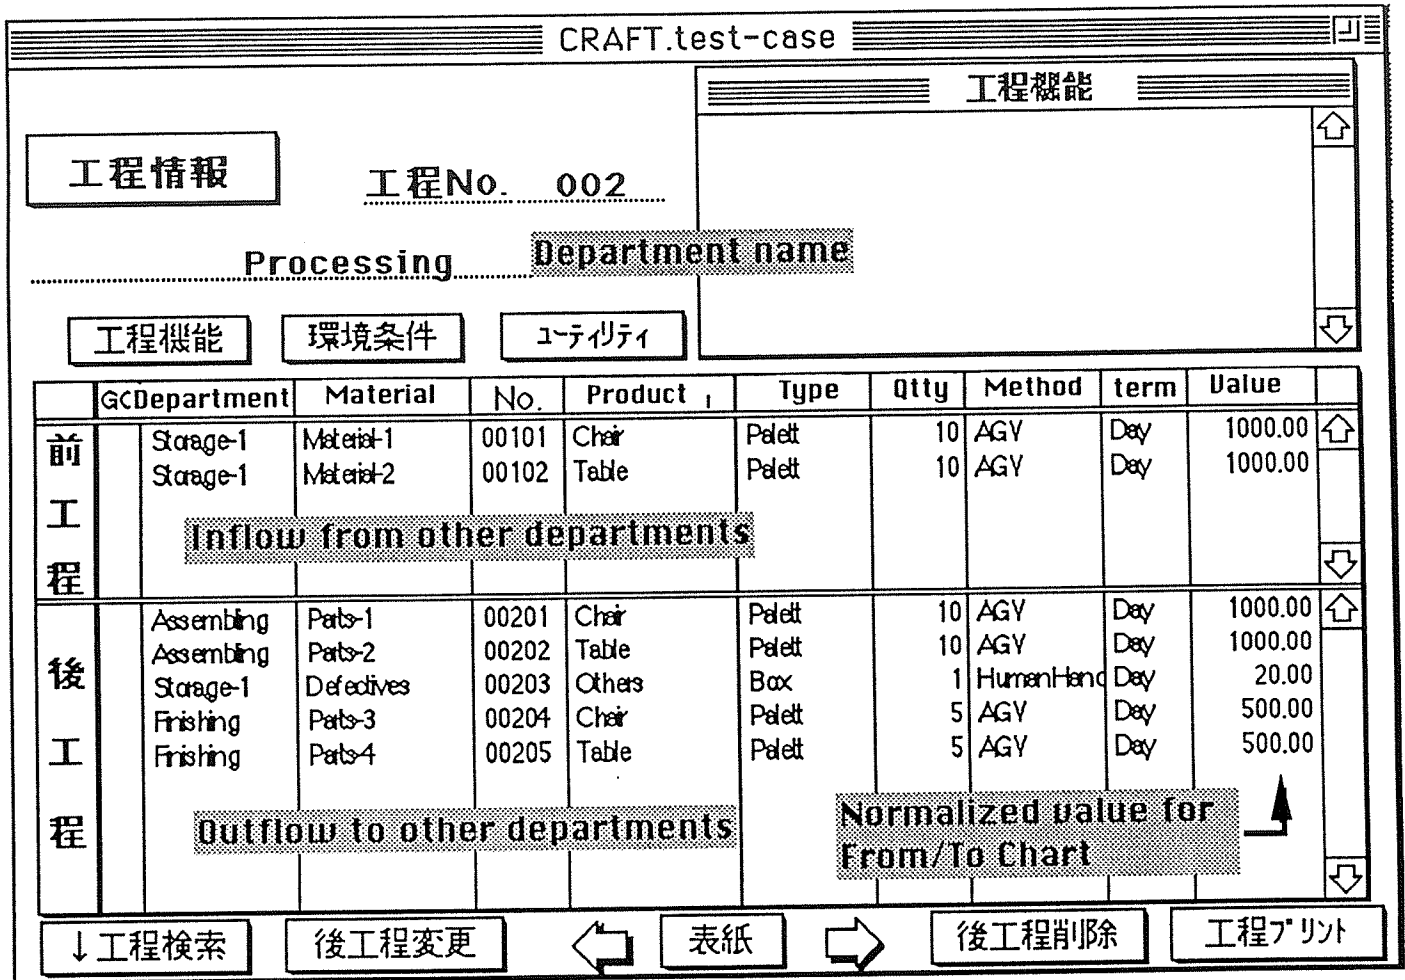 CRAFT.test-case
工程機能
工程情報
工程No. 002
Processing
Department name
工程機能 環境条件 ユーティリティ
GC Department Material No. Product Type Qtty Method term Value
前工程
Storage-1 Material-1 00101 Chair Palett 10 AGV Day 1000.00
Storage-1 Material-2 00102 Table Palett 10 AGV Day 1000.00
Inflow from other departments
後工程
Assembling Parts-1 00201 Chair Palett 10 AGV Day 1000.00
Assembling Parts-2 00202 Table Palett 10 AGV Day 1000.00
Storage-1 Defectives 00203 Others Box 1 HumanHand Day 20.00
Finishing Parts-3 00204 Chair Palett 5 AGV Day 500.00
Finishing Parts-4 00205 Table Palett 5 AGV Day 500.00
Outflow to other departments
Normalized value for
From/To Chart
↓工程検索 後工程変更 表紙 後工程削除 工程プリント